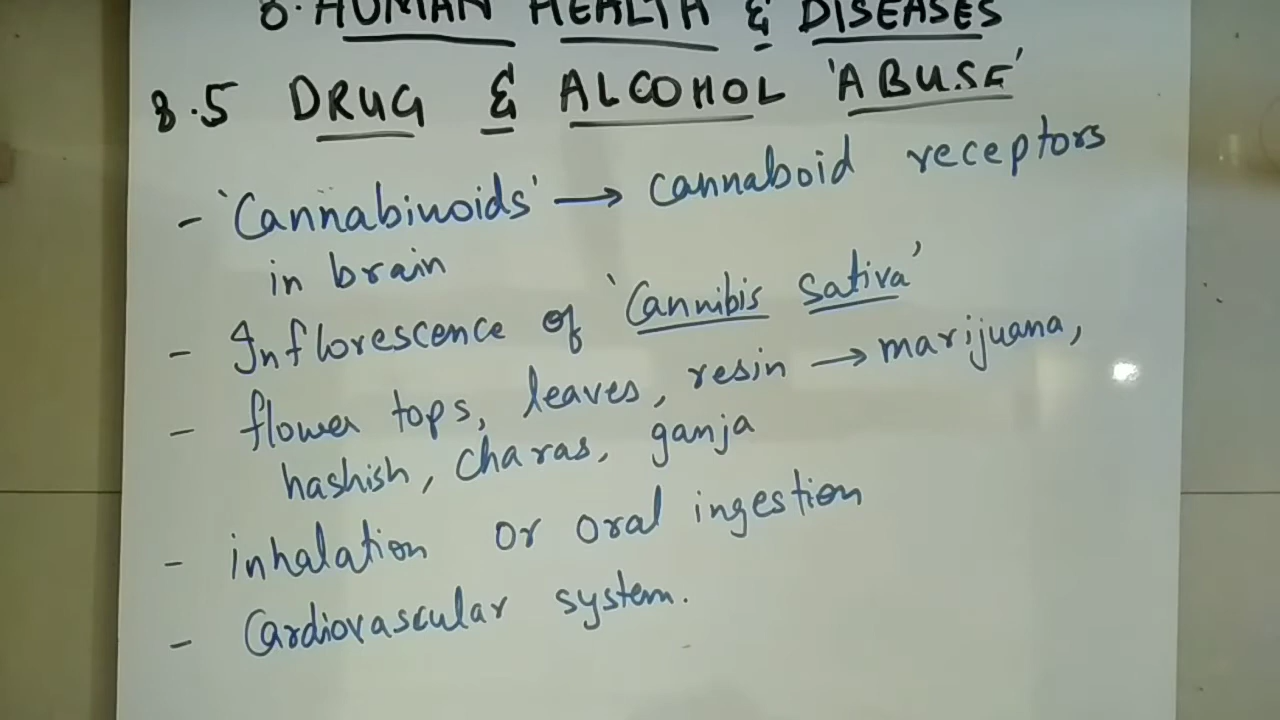 8. HUMAN HEALTH & DISEASES
8.5 DRUG & ALCOHOL 'ABUSE'
- 'Cannabinoids' → cannaboid receptors
in brain
- Inflorescence of 'Cannibis Sativa'
- flower tops, leaves, resin → marijuana,
hashish, charas, ganja
- inhalation or oral ingestion
- Cardiovascular system.